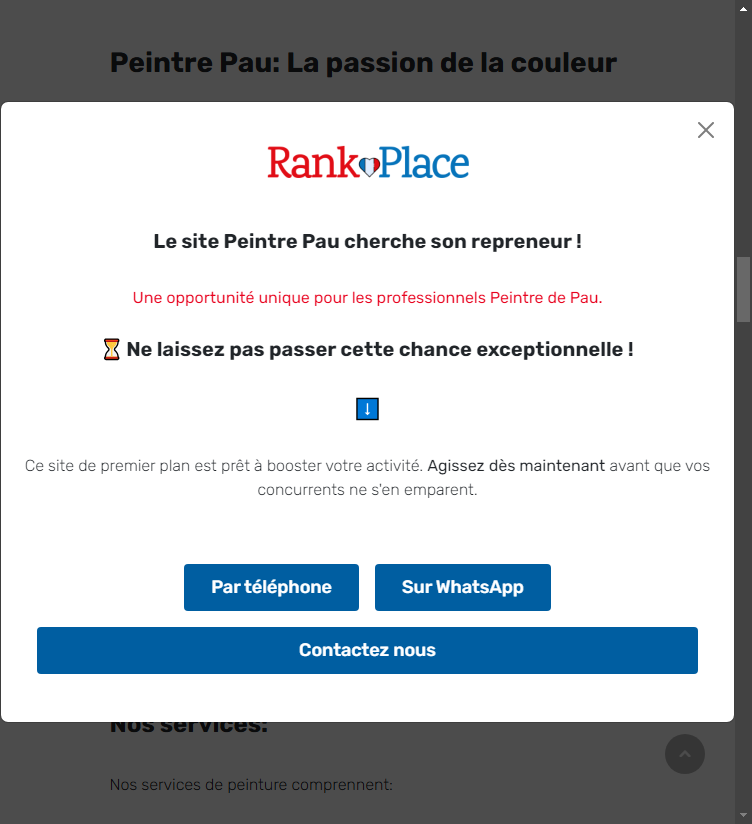 Peintre Pau: La passion de la couleur
Rank Place
Le site Peintre Pau cherche son repreneur !
Une opportunité unique pour les professionnels Peintre de Pau.
⏳ Ne laissez pas passer cette chance exceptionnelle !
⬇️
Ce site de premier plan est prêt à booster votre activité. Agissez dès maintenant avant que vos
concurrents ne s'en emparent.
Par téléphone
Sur WhatsApp
Contactez nous
Nos services:
Nos services de peinture comprennent: